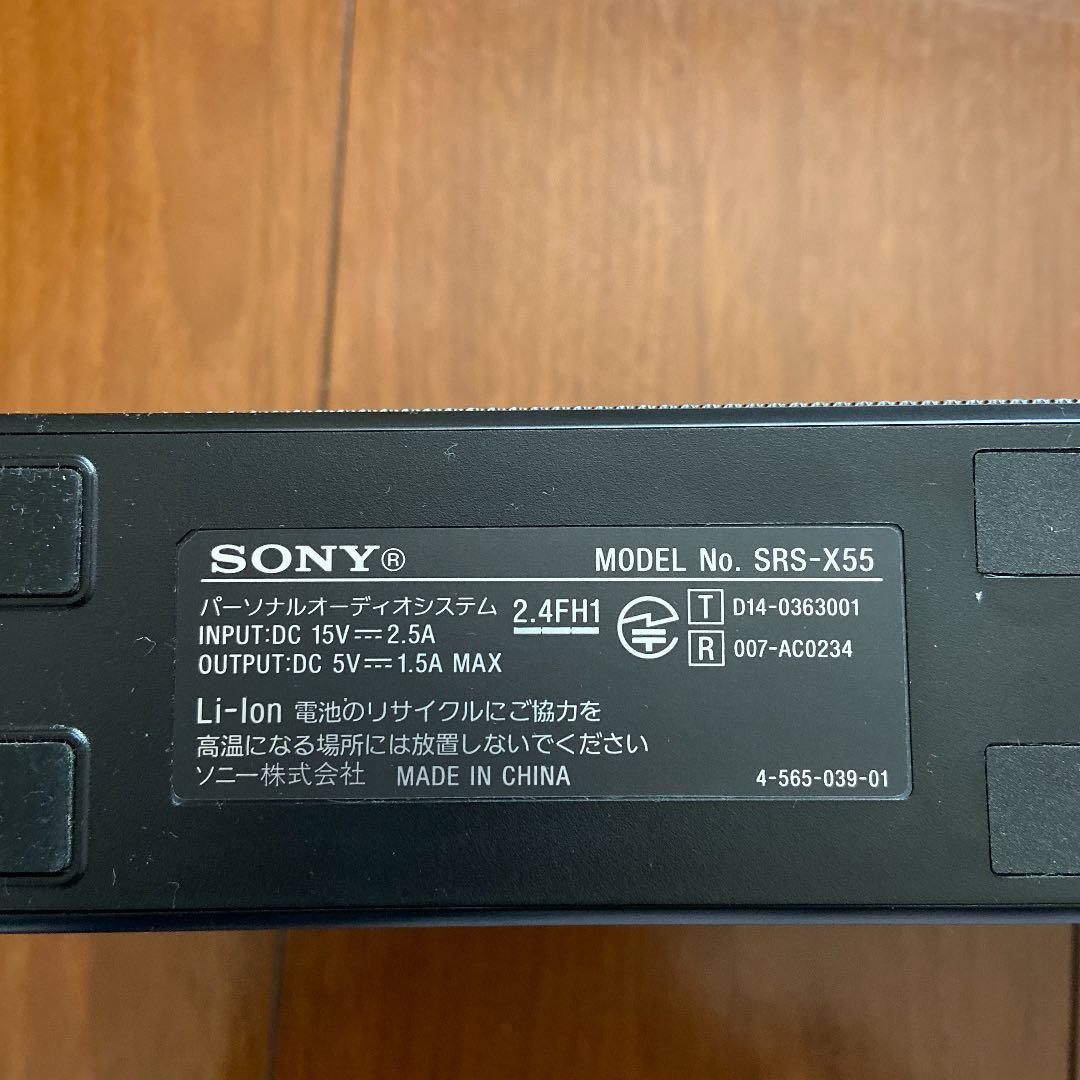 SONY® MODEL No. SRS-X55
パーソナルオーディオシステム 2.4FH1 T D14-0363001
INPUT:DC 15V⎓2.5A R 007-AC0234
OUTPUT:DC 5V⎓1.5A MAX
Li-Ion 電池のリサイクルにご協力を
高温になる場所には放置しないでください
ソニー株式会社 MADE IN CHINA 4-565-039-01